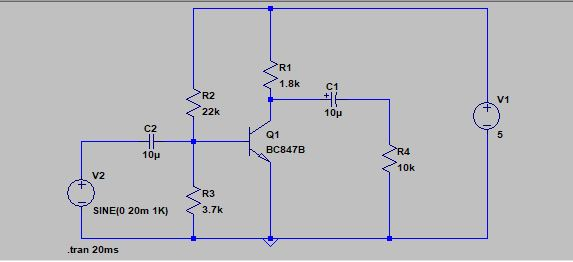 R1
1.8k
C1
+
10µ
R2
22k
V1
+
−
5
C2
10µ
Q1
BC847B
R4
10k
V2
+
−
SINE(0 20m 1K)
R3
3.7k
.tran 20ms